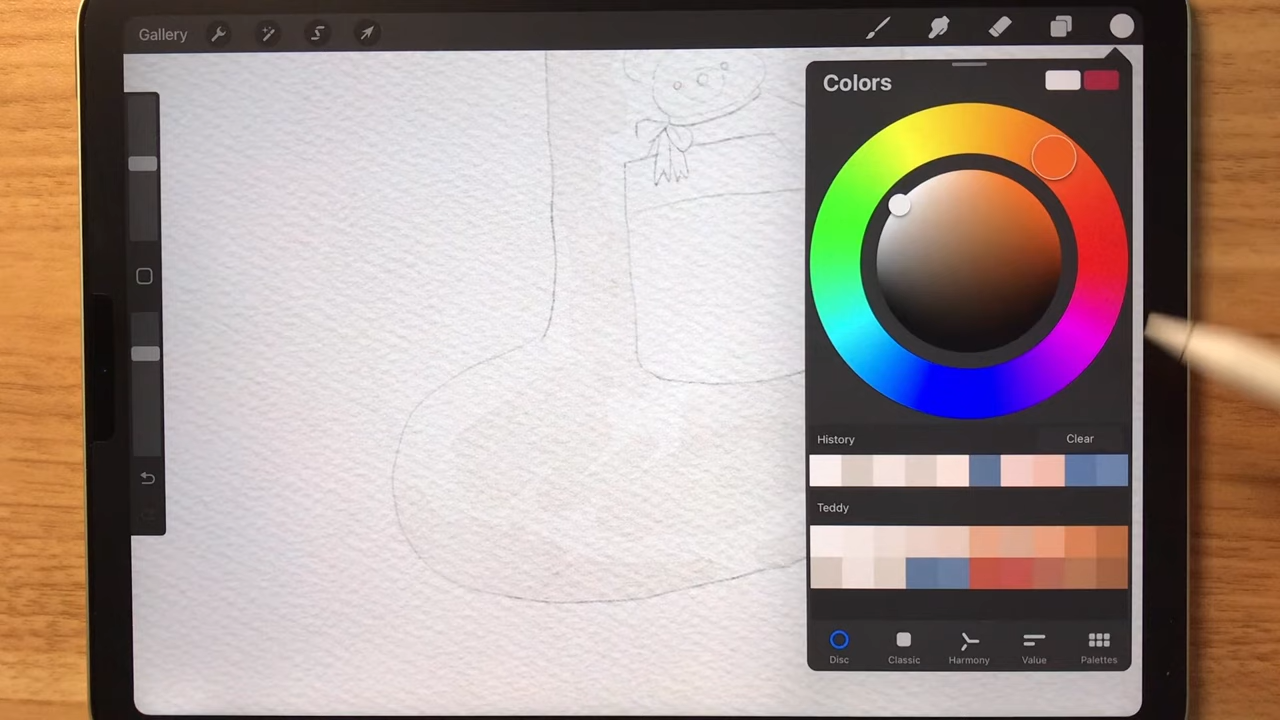 Gallery
Colors
History
Clear
Teddy
Disc
Classic
Harmony
Value
Palettes